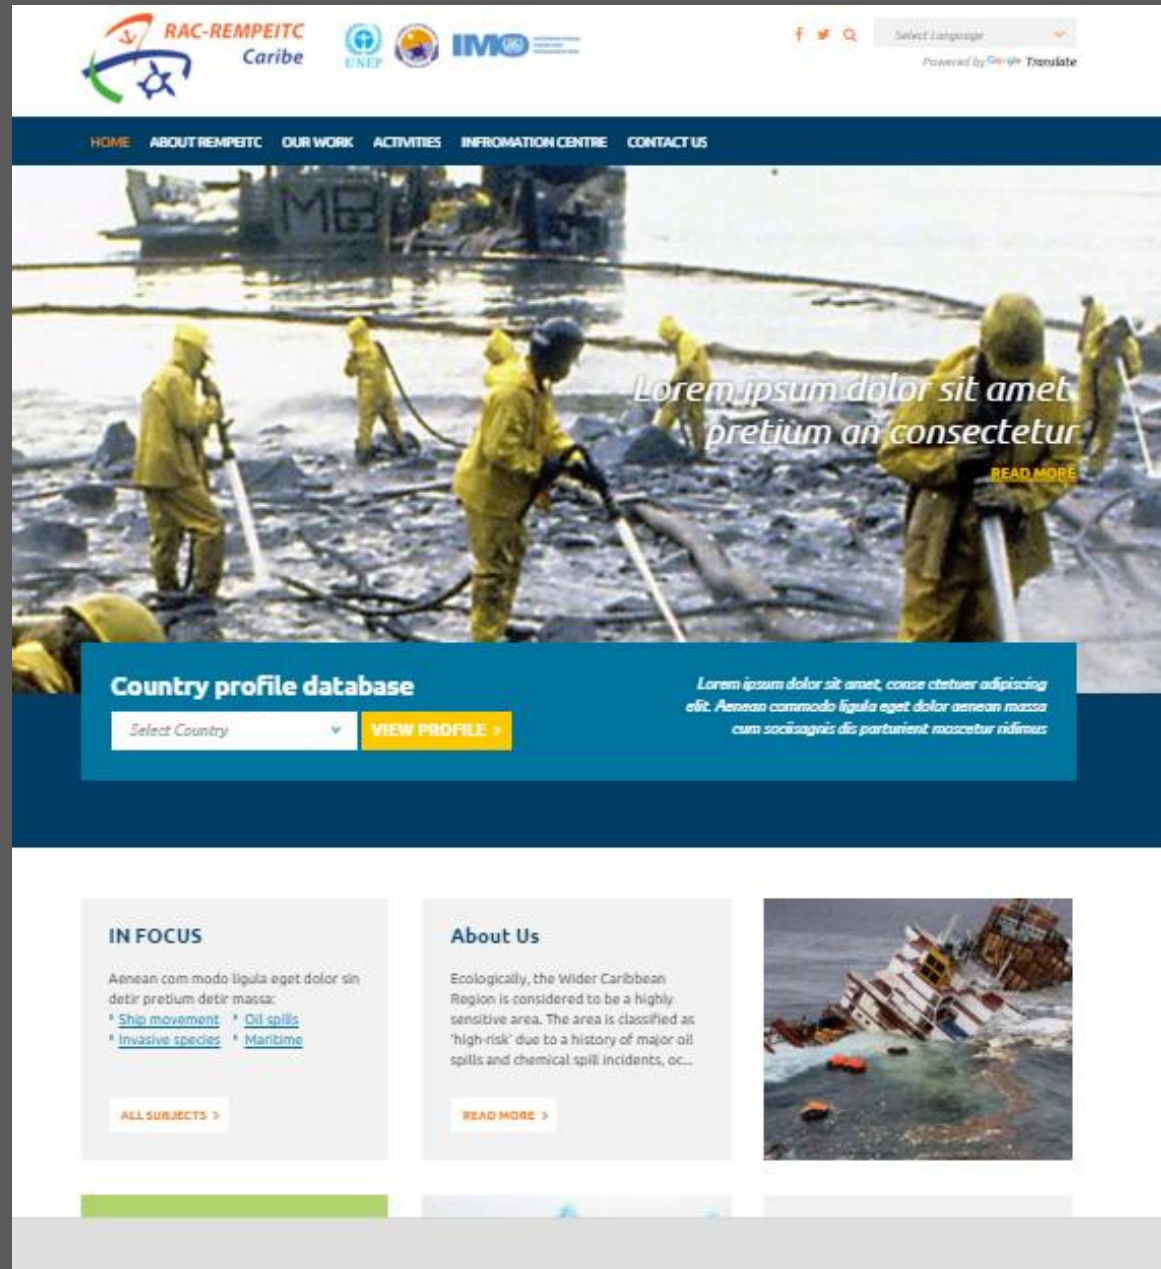 RAC-REMPEITC
Caribe
UNEP
IMO
Select Language
Powered by Google Translate
HOME ABOUT REMPEITC OUR WORK ACTIVITIES INFROMATION CENTRE CONTACT US
MB
Lorem ipsum dolor sit amet
pretium an consectetur
READ MORE
Country profile database
Select Country
VIEW PROFILE >
Lorem ipsum dolor sit amet, conse ctetuer adipiscing
elit. Aenean commodo ligula eget dolor aenean massa
cum sociisagnis dis parturient moscetur ridimus
IN FOCUS
Aenean com modo ligula eget dolor sin
detir pretium detir massa:
Ship movement Oil spills
Invasive species Maritime
ALL SUBJECTS >
About Us
Ecologically, the Wider Caribbean
Region is considered to be a highly
sensitive area. The area is classified as
'high-risk' due to a history of major oil
spills and chemical spill incidents, oc...
READ MORE >